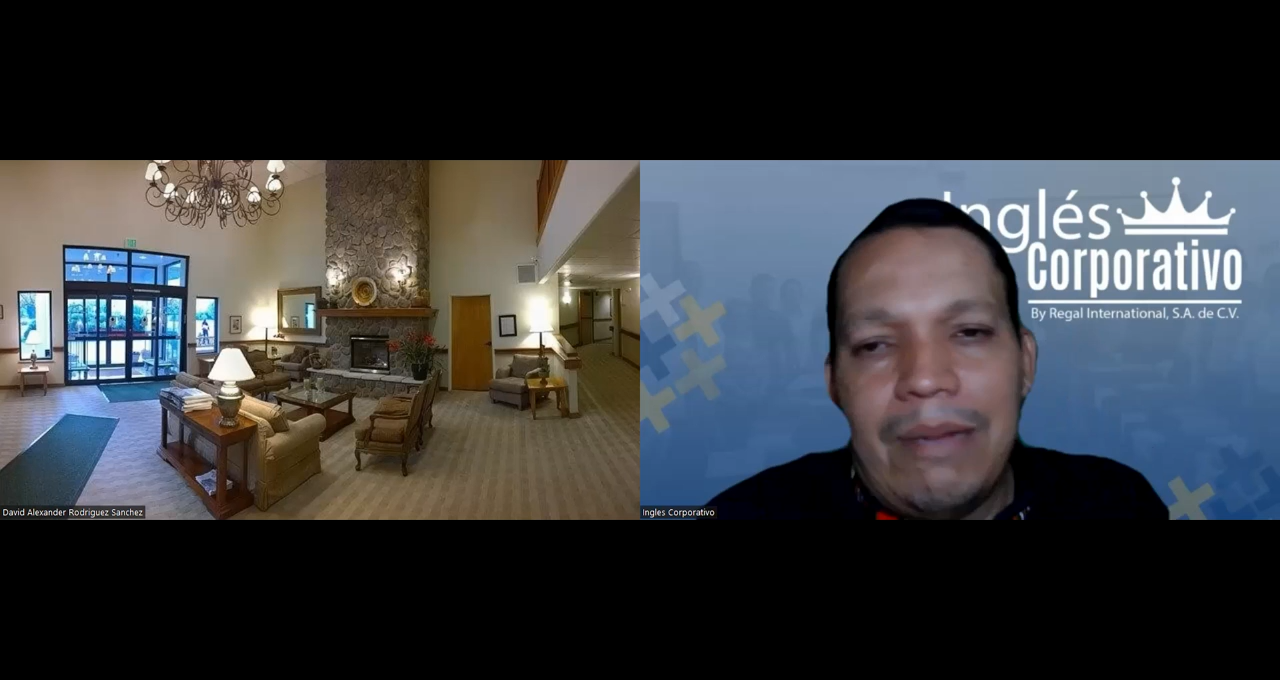 Inglés
Corporativo
By Regal International, S.A. de C.V.
David Alexander Rodriguez Sanchez
Ingles Corporativo